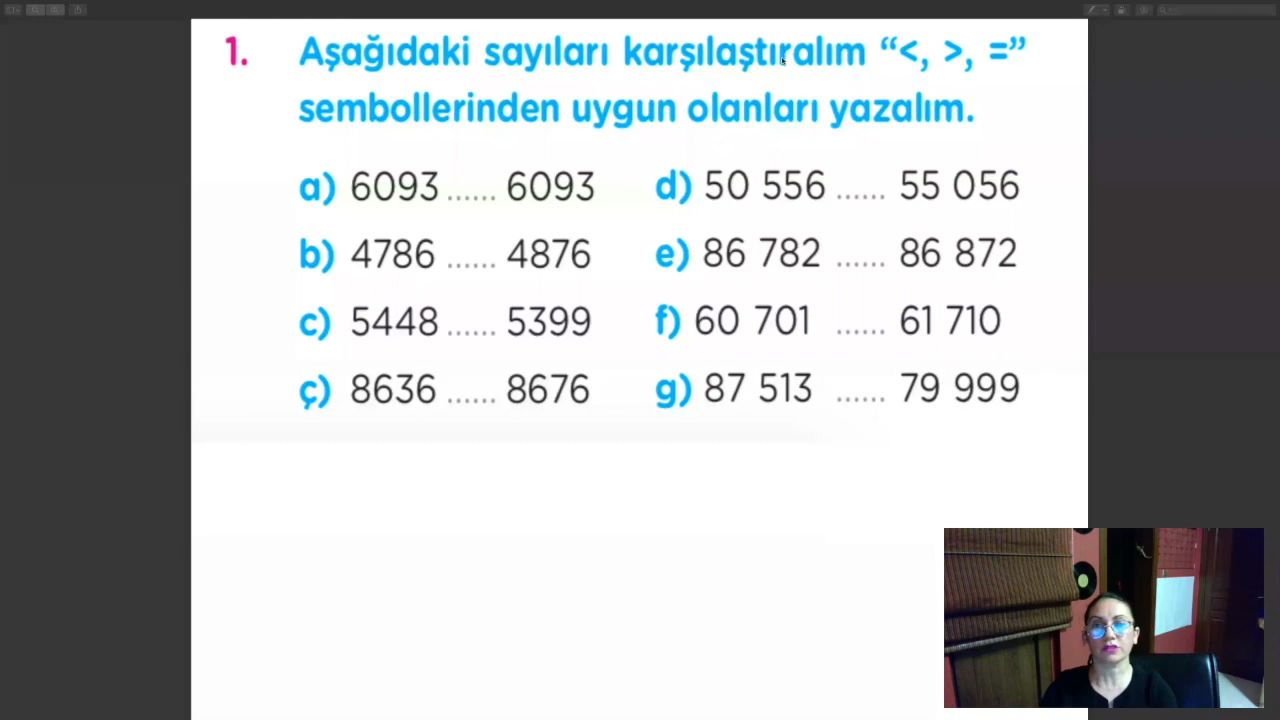 1. Aşağıdaki sayıları karşılaştıralım “<, >, =”
sembollerinden uygun olanları yazalım.
a) 6093 ...... 6093
b) 4786 ...... 4876
c) 5448 ...... 5399
ç) 8636 ...... 8676
d) 50 556 ...... 55 056
e) 86 782 ...... 86 872
f) 60 701 ...... 61 710
g) 87 513 ...... 79 999